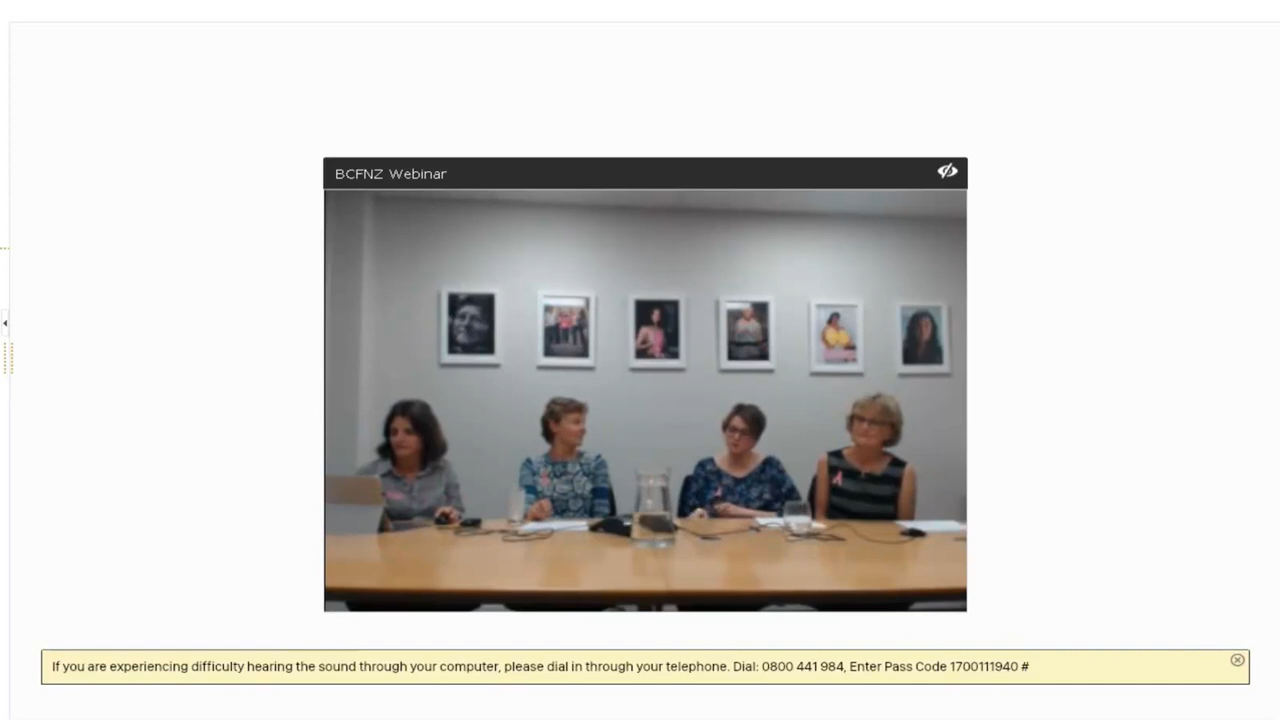 BCFNZ Webinar
If you are experiencing difficulty hearing the sound through your computer, please dial in through your telephone. Dial: 0800 441 984, Enter Pass Code 1700111940 #